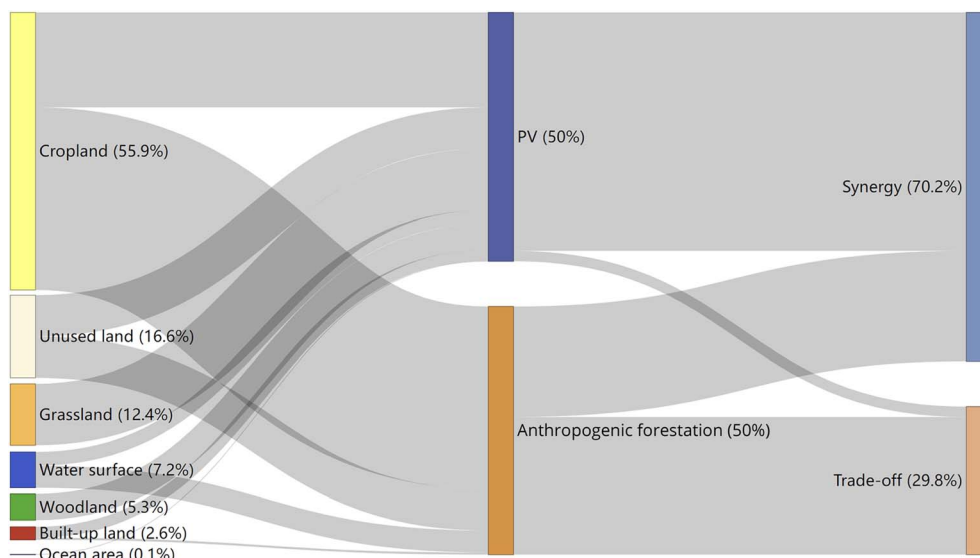 Cropland (55.9%)
Unused land (16.6%)
Grassland (12.4%)
Water surface (7.2%)
Woodland (5.3%)
Built-up land (2.6%)
Ocean area (0.1%)
PV (50%)
Anthropogenic forestation (50%)
Synergy (70.2%)
Trade-off (29.8%)